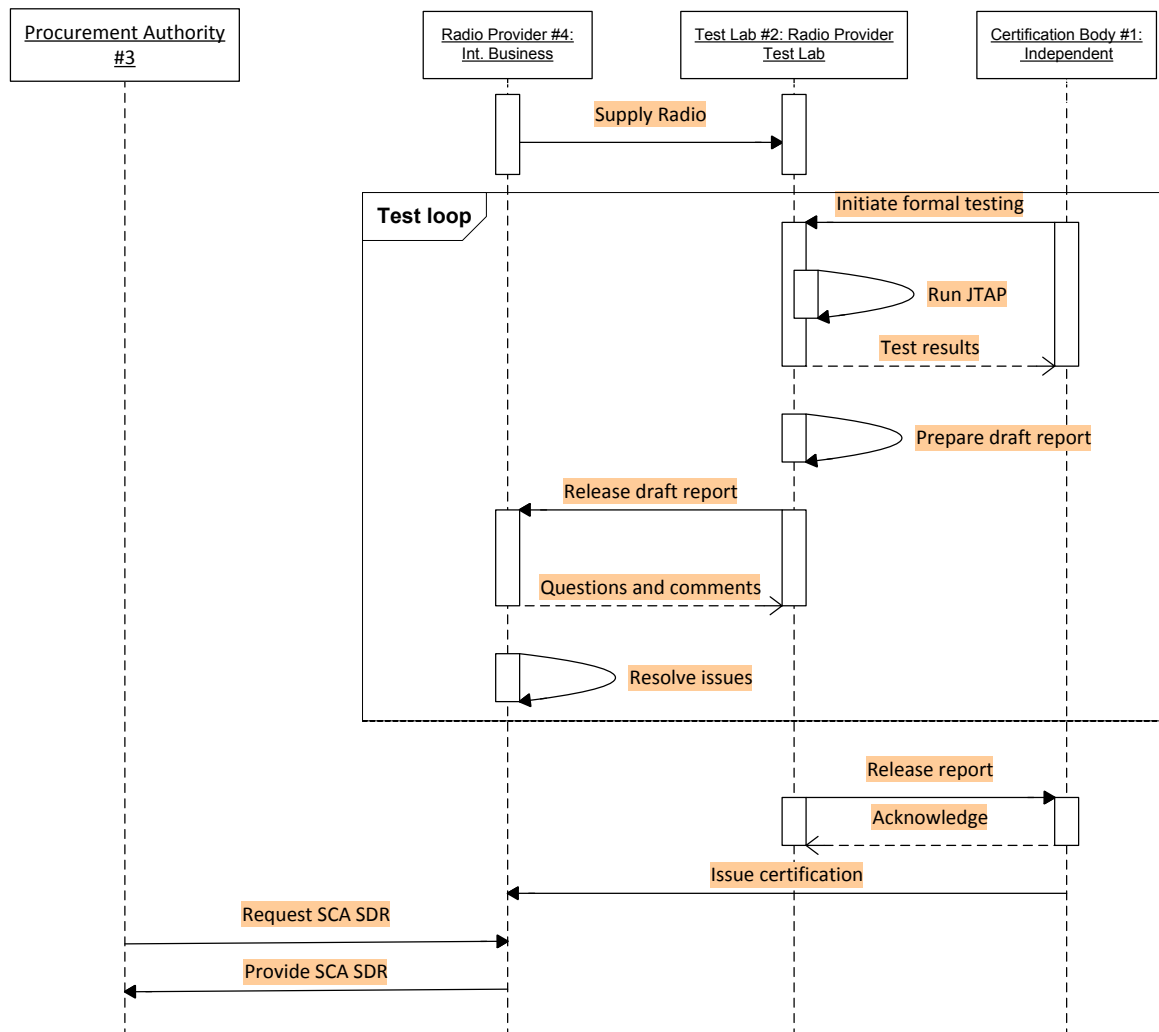 Procurement Authority
#3
Radio Provider #4:
Int. Business
Test Lab #2: Radio Provider
Test Lab
Certification Body #1:
Independent
Supply Radio
Test loop
Initiate formal testing
Run JTAP
Test results
Prepare draft report
Release draft report
Questions and comments
Resolve issues
Release report
Acknowledge
Issue certification
Request SCA SDR
Provide SCA SDR